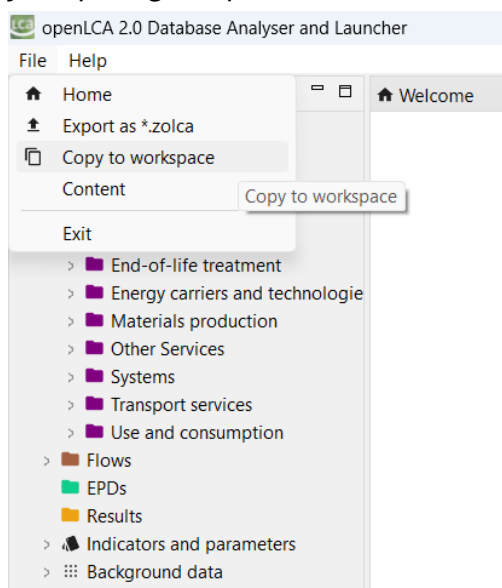 openLCA 2.0 Database Analyser and Launcher
File Help
Home
Welcome
Export as *.zolca
Copy to workspace
Content
Copy to workspace
Exit
End-of-life treatment
Energy carriers and technologie
Materials production
Other Services
Systems
Transport services
Use and consumption
Flows
EPDs
Results
Indicators and parameters
Background data